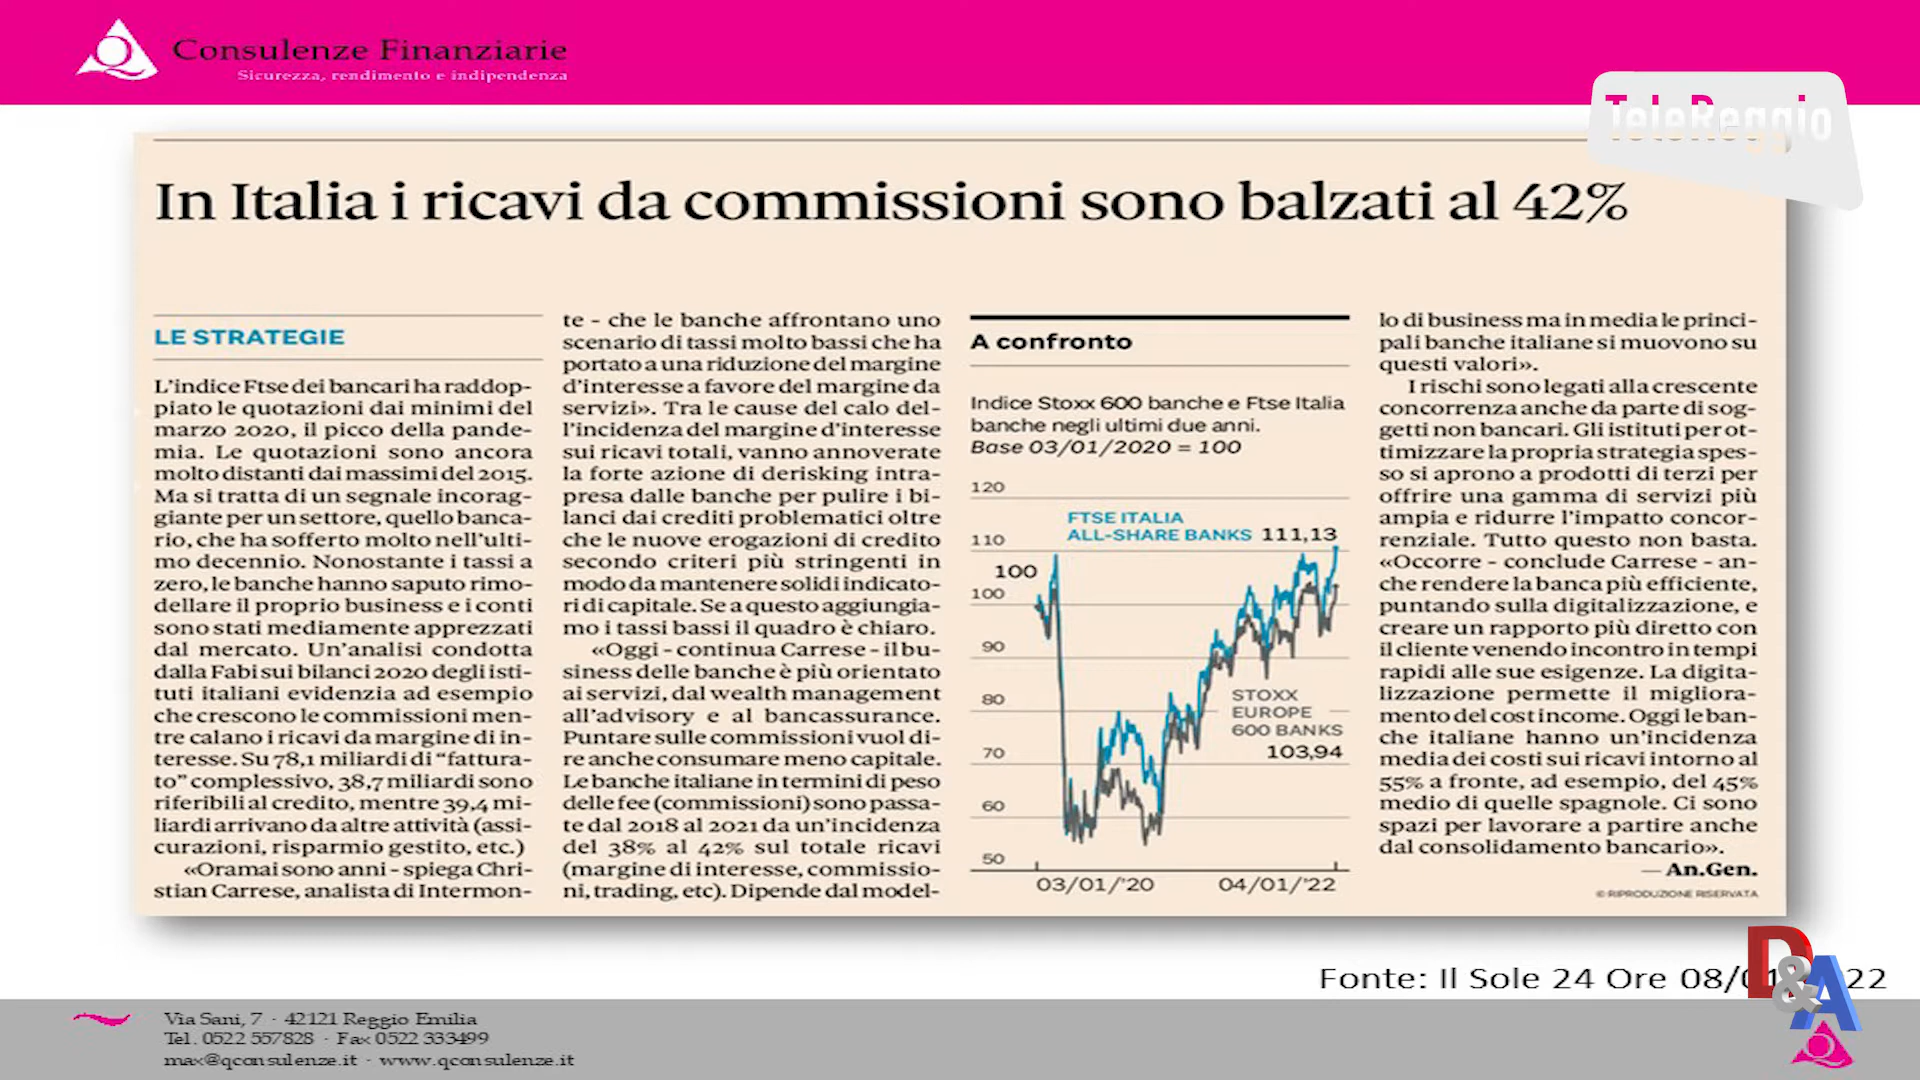 Consulenze Finanziarie
Sicurezza, rendimento e indipendenza
TeleReggio
In Italia i ricavi da commissioni sono balzati al 42%
LE STRATEGIE
L'indice Ftse dei bancari ha raddop-
piato le quotazioni dai minimi del
marzo 2020, il picco della pande-
mia. Le quotazioni sono ancora
molto distanti dai massimi del 2015.
Ma si tratta di un segnale incorag-
giante per un settore, quello banca-
rio, che ha sofferto molto nell'ulti-
mo decennio. Nonostante i tassi a
zero, le banche hanno saputo rimo-
dellare il proprio business e i conti
sono stati mediamente apprezzati
dal mercato. Un'analisi condotta
dalla Fabi sui bilanci 2020 degli isti-
tuti italiani evidenzia ad esempio
che crescono le commissioni men-
tre calano i ricavi da margine di in-
teresse. Su 78,1 miliardi di "fattura-
to" complessivo, 38,7 miliardi sono
riferibili al credito, mentre 39,4 mi-
liardi arrivano da altre attività (assi-
curazioni, risparmio gestito, etc.)
«Oramai sono anni - spiega Chri-
stian Carrese, analista di Intermon-
te - che le banche affrontano uno
scenario di tassi molto bassi che ha
portato a una riduzione del margine
d'interesse a favore del margine da
servizi». Tra le cause del calo del-
l'incidenza del margine d'interesse
sui ricavi totali, vanno annoverate
la forte azione di derisking intra-
presa dalle banche per pulire i bi-
lanci dai crediti problematici oltre
che le nuove erogazioni di credito
secondo criteri più stringenti in
modo da mantenere solidi indicato-
ri di capitale. Se a questo aggiungia-
mo i tassi bassi il quadro è chiaro.
«Oggi - continua Carrese - il bu-
siness delle banche è più orientato
ai servizi, dal wealth management
all'advisory e al bancassurance.
Puntare sulle commissioni vuol di-
re anche consumare meno capitale.
Le banche italiane in termini di peso
delle fee (commissioni) sono passa-
te dal 2018 al 2021 da un'incidenza
del 38% al 42% sul totale ricavi
(margine di interesse, commissio-
ni, trading, etc). Dipende dal model-
A confronto
Indice Stoxx 600 banche e Ftse Italia
banche negli ultimi due anni.
Base 03/01/2020 = 100
120
FTSE ITALIA
ALL-SHARE BANKS 111,13
110
100
100
90
80
STOXX
EUROPE
600 BANKS
103,94
70
60
50
03/01/'20 04/01/'22
lo di business ma in media le princi-
pali banche italiane si muovono su
questi valori».
I rischi sono legati alla crescente
concorrenza anche da parte di sog-
getti non bancari. Gli istituti per ot-
timizzare la propria strategia spes-
so si aprono a prodotti di terzi per
offrire una gamma di servizi più
ampia e ridurre l'impatto concor-
renziale. Tutto questo non basta.
«Occorre - conclude Carrese - an-
che rendere la banca più efficiente,
puntando sulla digitalizzazione, e
creare un rapporto più diretto con
il cliente venendo incontro in tempi
rapidi alle sue esigenze. La digita-
lizzazione permette il migliora-
mento del cost income. Oggi le ban-
che italiane hanno un'incidenza
media dei costi sui ricavi intorno al
55% a fronte, ad esempio, del 45%
medio di quelle spagnole. Ci sono
spazi per lavorare a partire anche
dal consolidamento bancario».
— An.Gen.
© RIPRODUZIONE RISERVATA
Fonte: Il Sole 24 Ore
D&A
Via Sani, 7 - 42121 Reggio Emilia
Tel. 0522 557828 - Fax 0522 333499
max@qconsulenze.it - www.qconsulenze.it